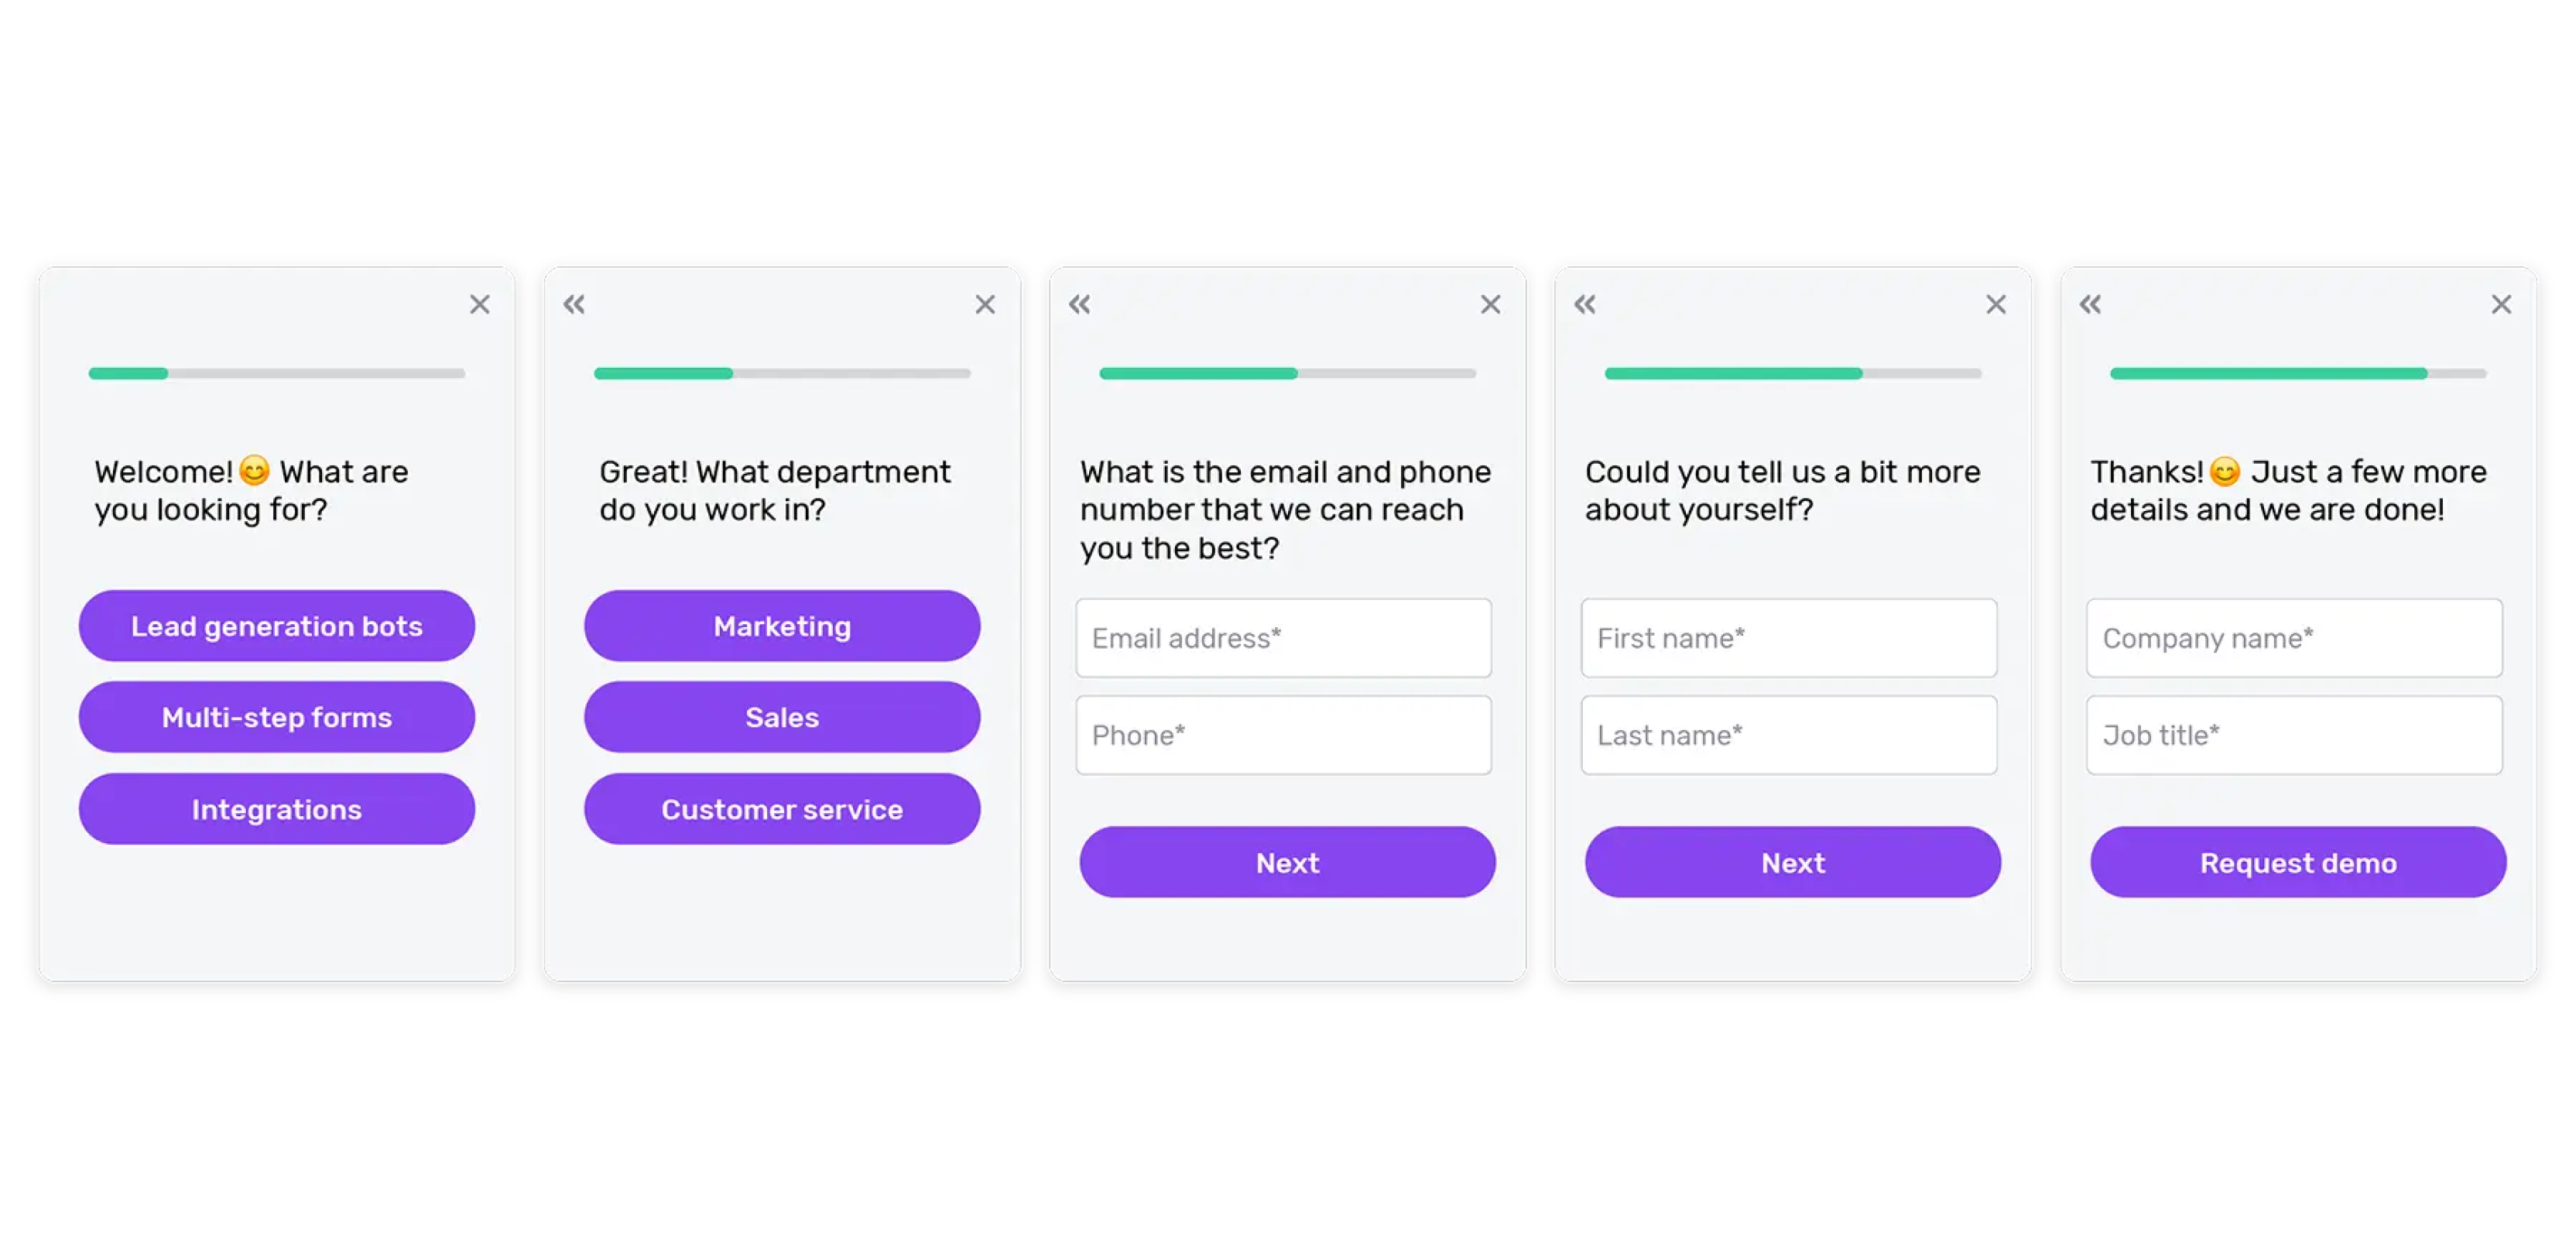 Welcome!😊 What are
you looking for?
Lead generation bots
Multi-step forms
Integrations
Great! What department
do you work in?
Marketing
Sales
Customer service
What is the email and phone
number that we can reach
you the best?
Email address*
Phone*
Next
Could you tell us a bit more
about yourself?
First name*
Last name*
Next
Thanks!😊 Just a few more
details and we are done!
Company name*
Job title*
Request demo